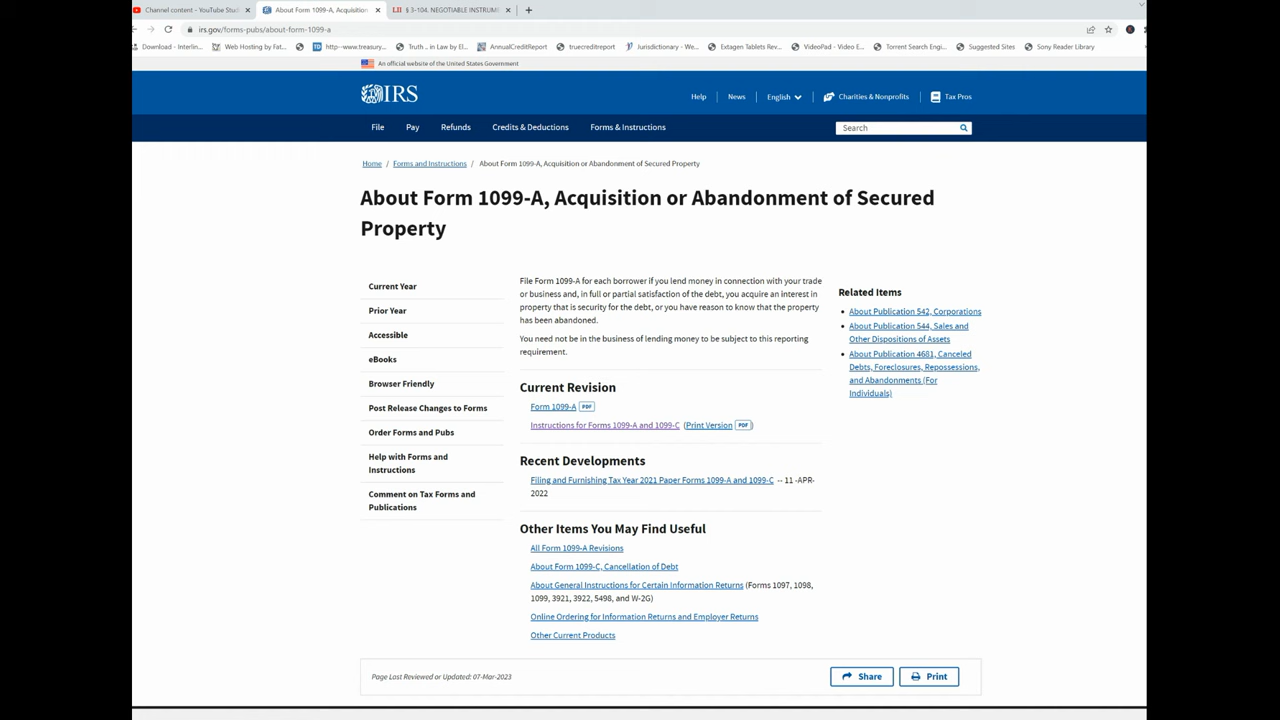 Channel content - YouTube Stu
About Form 1099-A, Acquisition
LII § 3-104. NEGOTIABLE INSTRUM
irs.gov/forms-pubs/about-form-1099-a
Download - Interlin...
Web Hosting by Fat...
http--www.treasury...
Truth .. in Law by El...
AnnualCreditReport
truecreditreport
Jurisdictionary - We...
Extagen Tablets Rev...
VideoPad - Video E...
Torrent Search Engi...
Suggested Sites
Sony Reader Library
An official website of the United States Government
IRS
Help
News
English
Charities & Nonprofits
Tax Pros
File
Pay
Refunds
Credits & Deductions
Forms & Instructions
Search
Home / Forms and Instructions / About Form 1099-A, Acquisition or Abandonment of Secured Property
About Form 1099-A, Acquisition or Abandonment of Secured
Property
Current Year
Prior Year
Accessible
eBooks
Browser Friendly
Post Release Changes to Forms
Order Forms and Pubs
Help with Forms and
Instructions
Comment on Tax Forms and
Publications
File Form 1099-A for each borrower if you lend money in connection with your trade
or business and, in full or partial satisfaction of the debt, you acquire an interest in
property that is security for the debt, or you have reason to know that the property
has been abandoned.
You need not be in the business of lending money to be subject to this reporting
requirement.
Current Revision
Form 1099-A PDF
Instructions for Forms 1099-A and 1099-C (Print Version PDF)
Recent Developments
Filing and Furnishing Tax Year 2021 Paper Forms 1099-A and 1099-C -- 11 -APR-
2022
Other Items You May Find Useful
All Form 1099-A Revisions
About Form 1099-C, Cancellation of Debt
About General Instructions for Certain Information Returns (Forms 1097, 1098,
1099, 3921, 3922, 5498, and W-2G)
Online Ordering for Information Returns and Employer Returns
Other Current Products
Related Items
About Publication 542, Corporations
About Publication 544, Sales and
Other Dispositions of Assets
About Publication 4681, Canceled
Debts, Foreclosures, Repossessions,
and Abandonments (For
Individuals)
Page Last Reviewed or Updated: 07-Mar-2023
Share
Print